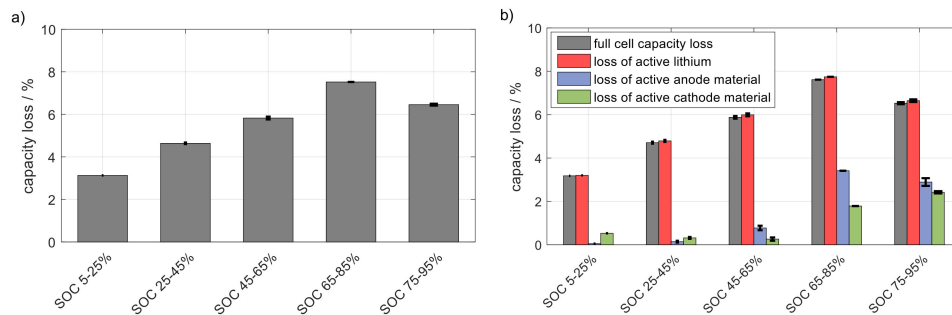 a)
capacity loss / %
10
8
6
4
2
0
SOC 5-25%
SOC 25-45%
SOC 45-65%
SOC 65-85%
SOC 75-95%
b)
capacity loss / %
10
8
6
4
2
0
full cell capacity loss
loss of active lithium
loss of active anode material
loss of active cathode material
SOC 5-25%
SOC 25-45%
SOC 45-65%
SOC 65-85%
SOC 75-95%